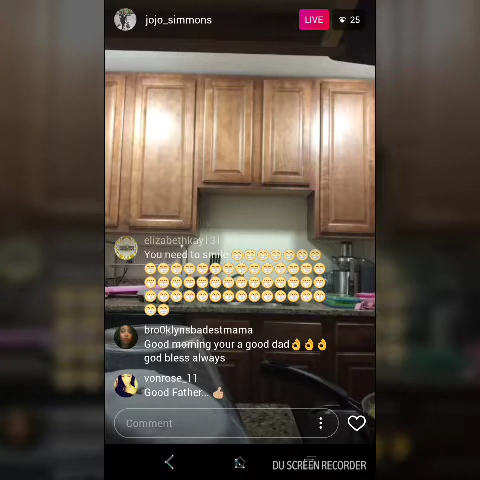 jojo_simmons
LIVE
25
elizabethkay131
You need to smile 😁😁😁😁😁😁😁
😁😁😁😁😁😁😁😁😁😁😁😁😁😁
😁😁😁😁😁😁😁😁😁😁😁😁😁😁
😁😁😁😁😁😁😁😁😁😁😁😁😁😁
😁😁
bro0klynsbadestmama
Good morning your a good dad👌👌👌
god bless always
vonrose_11
Good Father... 👍🏼
Comment
DU SCREEN RECORDER